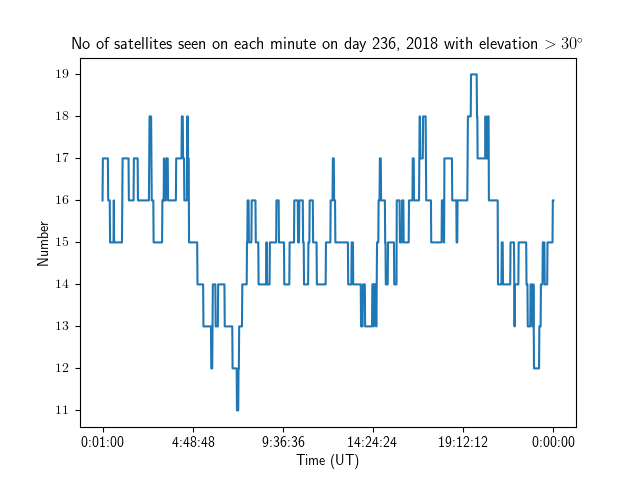 No of satellites seen on each minute on day 236, 2018 with elevation > 30°
19
18
17
16
15
14
13
12
11
Number
0:01:00 4:48:48 9:36:36 14:24:24 19:12:12 0:00:00
Time (UT)